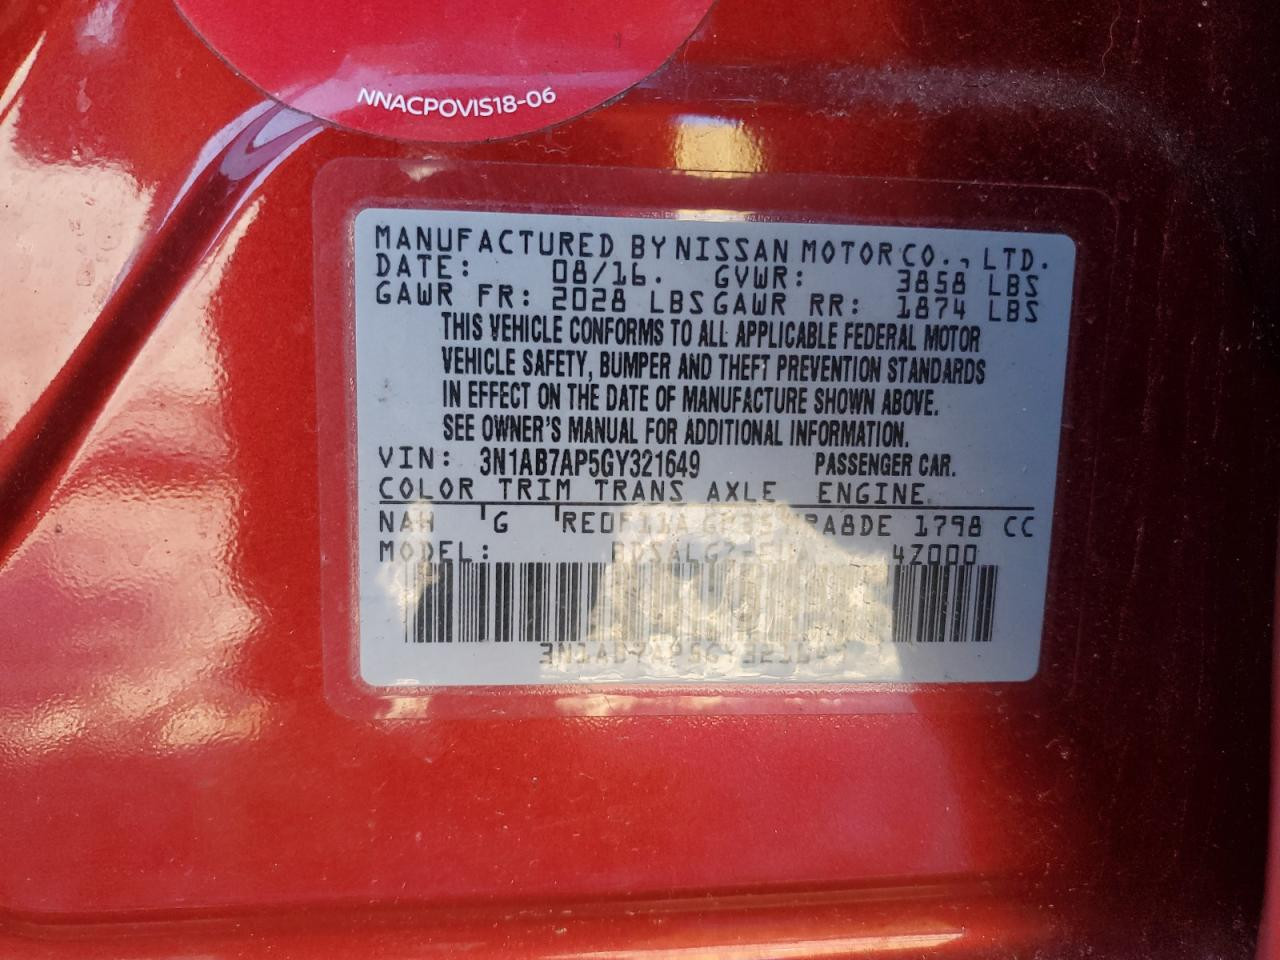 NNACPOVIS18-06
MANUFACTURED BY NISSAN MOTOR CO., LTD.
DATE: 08/16. GVWR: 3858 LBS
GAWR FR: 2028 LBS GAWR RR: 1874 LBS
THIS VEHICLE CONFORMS TO ALL APPLICABLE FEDERAL MOTOR
VEHICLE SAFETY, BUMPER AND THEFT PREVENTION STANDARDS
IN EFFECT ON THE DATE OF MANUFACTURE SHOWN ABOVE.
SEE OWNER'S MANUAL FOR ADDITIONAL INFORMATION.
VIN: 3N1AB7AP5GY321649 PASSENGER CAR.
COLOR TRIM TRANS AXLE ENGINE
NAH G RE0F11A 1798 CC
MODEL: 4Z000